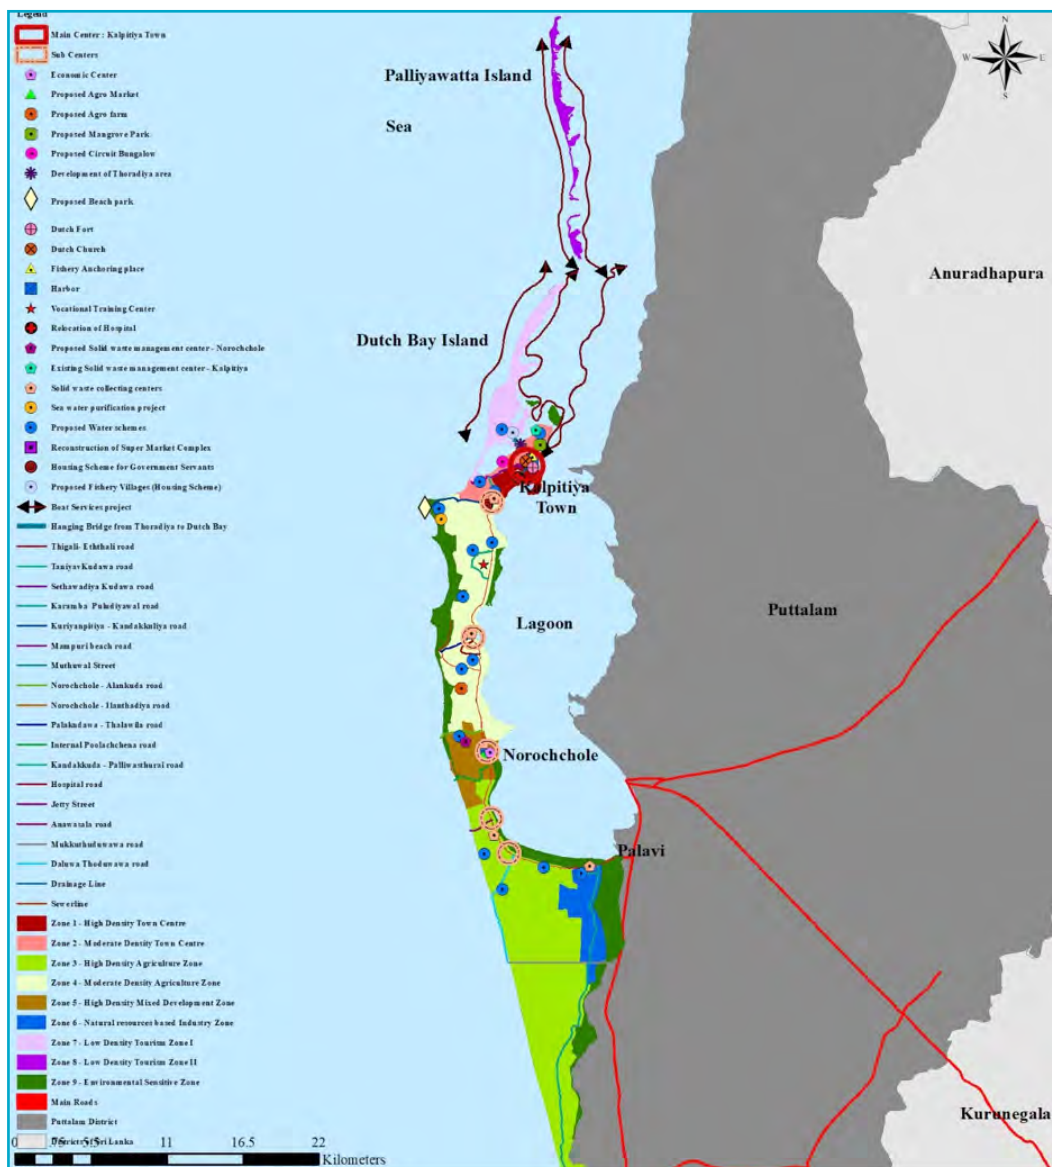 Legend
Main Center : Kalpitiya Town
Sub Centers
Economic Center
Proposed Agro Market
Proposed Agro farm
Proposed Mangrove Park
Proposed Circuit Bungalow
Development of Thoradiya area
Proposed Beach park
Dutch Fort
Dutch Church
Fishery Anchoring place
Harbor
Vocational Training Center
Relocation of Hospital
Proposed Solid waste management center - Norochchole
Existing Solid waste management center - Kalpitiya
Solid waste collecting centers
Sea water purification project
Proposed Water schemes
Reconstruction of Super Market Complex
Housing Scheme for Government Servants
Proposed Fishery Villages (Housing Scheme)
Boat Services project
Hanging Bridge from Thoradiya to Dutch Bay
Thigali- Eththali road
Taniyav Kudawa road
Sethawadiya Kudawa road
Karamba Puludiyawal road
Kuriyanpitiya - Kandakkuliya road
Mampuri beach road
Muthuwal Street
Norochchole - Alankuda road
Norochchole - Ilanthadiya road
Palakudawa - Thalawila road
Internal Poolachchena road
Kandakkuda - Palliwasthurai road
Hospital road
Jetty Street
Anawasala road
Mukkuthuduwawa road
Daluwa Thoduwawa road
Drainage Line
Sewerline
Zone 1 - High Density Town Centre
Zone 2 - Moderate Density Town Centre
Zone 3 - High Density Agriculture Zone
Zone 4 - Moderate Density Agriculture Zone
Zone 5 - High Density Mixed Development Zone
Zone 6 - Natural resources based Industry Zone
Zone 7 - Low Density Tourism Zone I
Zone 8 - Low Density Tourism Zone II
Zone 9 - Environmental Sensitive Zone
Main Roads
Puttalam District
Lanka
0 5.5 11 16.5 22
Kilometers
N
W E
S
Palliyawatta Island
Sea
Anuradhapura
Dutch Bay Island
Kalpitiya
Town
Puttalam
Lagoon
Norochchole
Palavi
Kurunegala